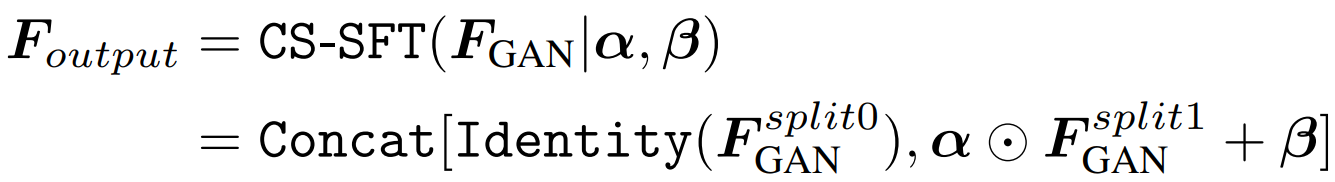 F_output = CS-SFT(F_GAN|α, β)
= Concat[Identity(F_GAN^split0), α ⊙ F_GAN^split1 + β]